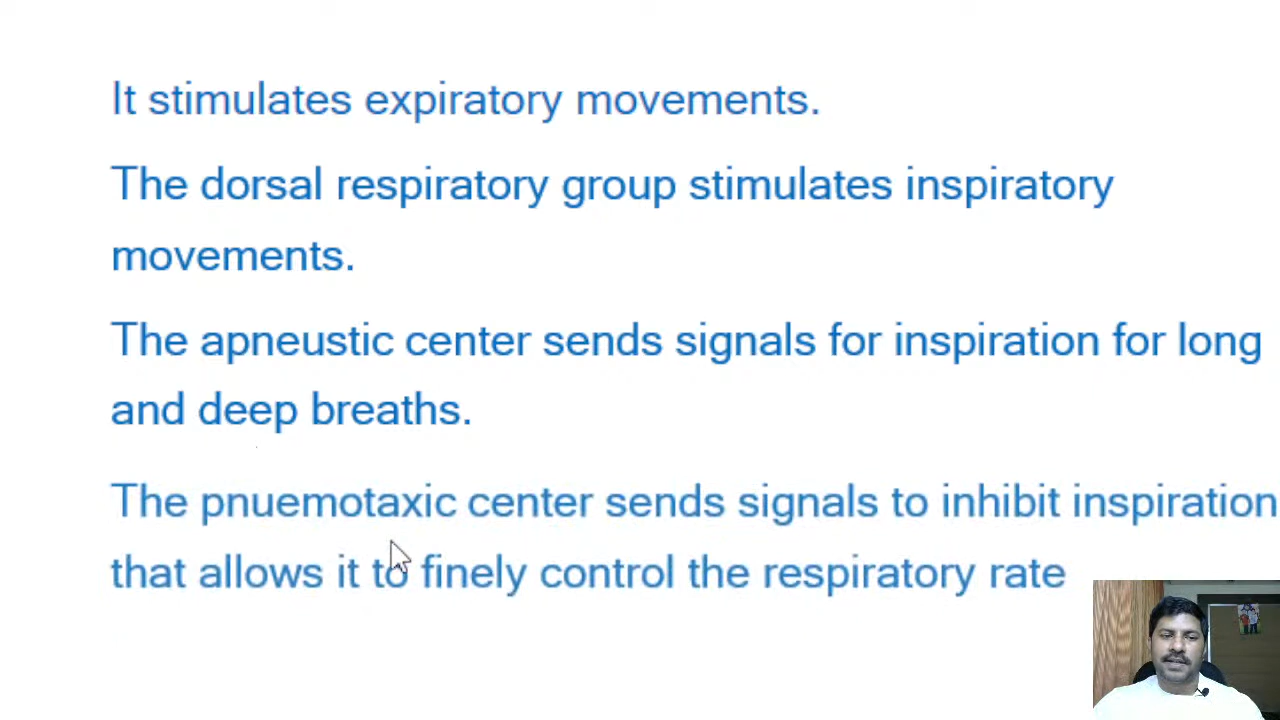 It stimulates expiratory movements.
The dorsal respiratory group stimulates inspiratory
movements.
The apneustic center sends signals for inspiration for long
and deep breaths.
The pnuemotaxic center sends signals to inhibit inspiration
that allows it to finely control the respiratory rate